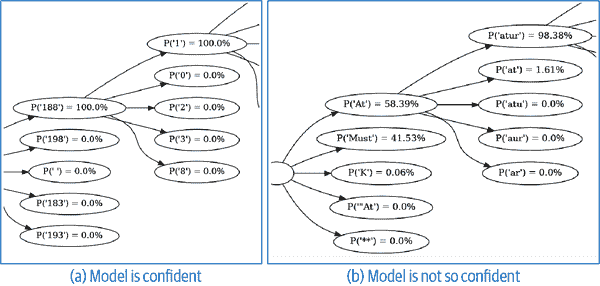 P('1') = 100.0%
P('0') = 0.0%
P('188') = 100.0%
P('2') = 0.0%
P('198') = 0.0%
P('3') = 0.0%
P(' ') = 0.0%
P('8') = 0.0%
P('183') = 0.0%
P('193') = 0.0%
(a) Model is confident
P('atur') = 98.38%
P('at') = 1.61%
P('At') = 58.39%
P('atu') = 0.0%
P('Must') = 41.53%
P('aur') = 0.0%
P('K') = 0.06%
P('ar') = 0.0%
P('"At') = 0.0%
P('**') = 0.0%
(b) Model is not so confident